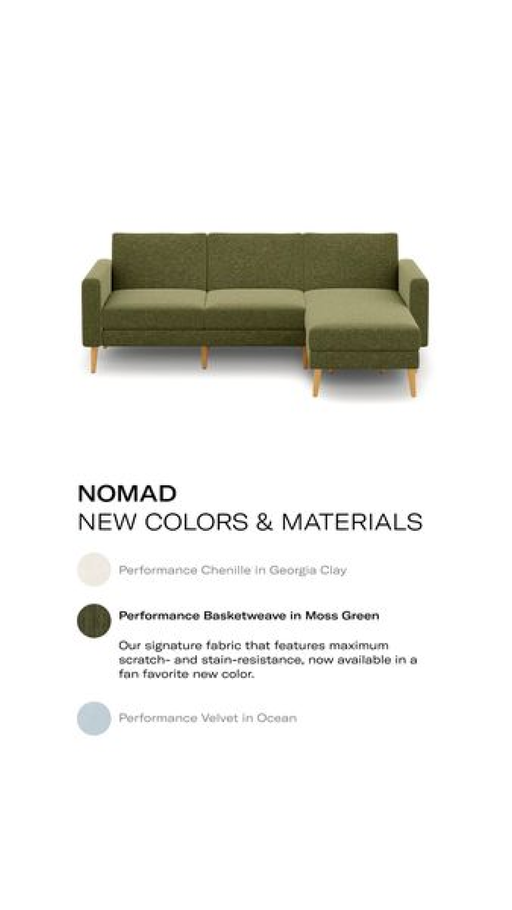 NOMAD
NEW COLORS & MATERIALS
Performance Chenille in Georgia Clay
Performance Basketweave in Moss Green
Our signature fabric that features maximum
scratch- and stain-resistance, now available in a
fan favorite new color.
Performance Velvet in Ocean